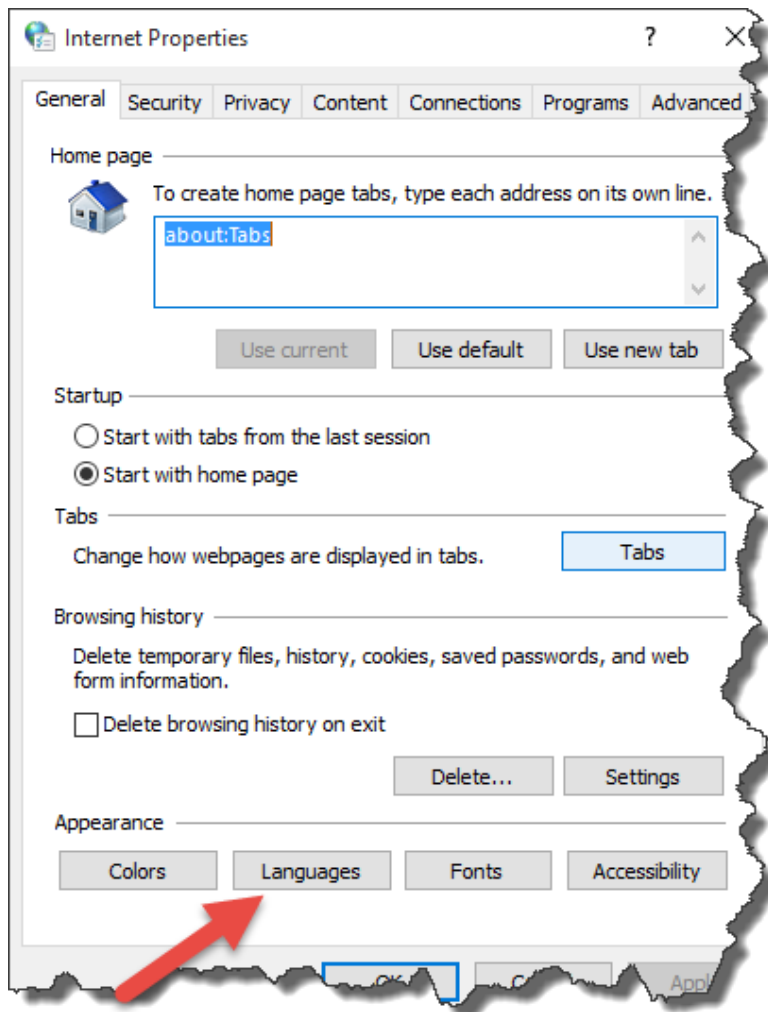 Internet Properties ?
General Security Privacy Content Connections Programs Advanced
Home page
To create home page tabs, type each address on its own line.
about:Tabs
Use current Use default Use new tab
Startup
Start with tabs from the last session
Start with home page
Tabs
Change how webpages are displayed in tabs. Tabs
Browsing history
Delete temporary files, history, cookies, saved passwords, and web
form information.
Delete browsing history on exit
Delete... Settings
Appearance
Colors Languages Fonts Accessibility